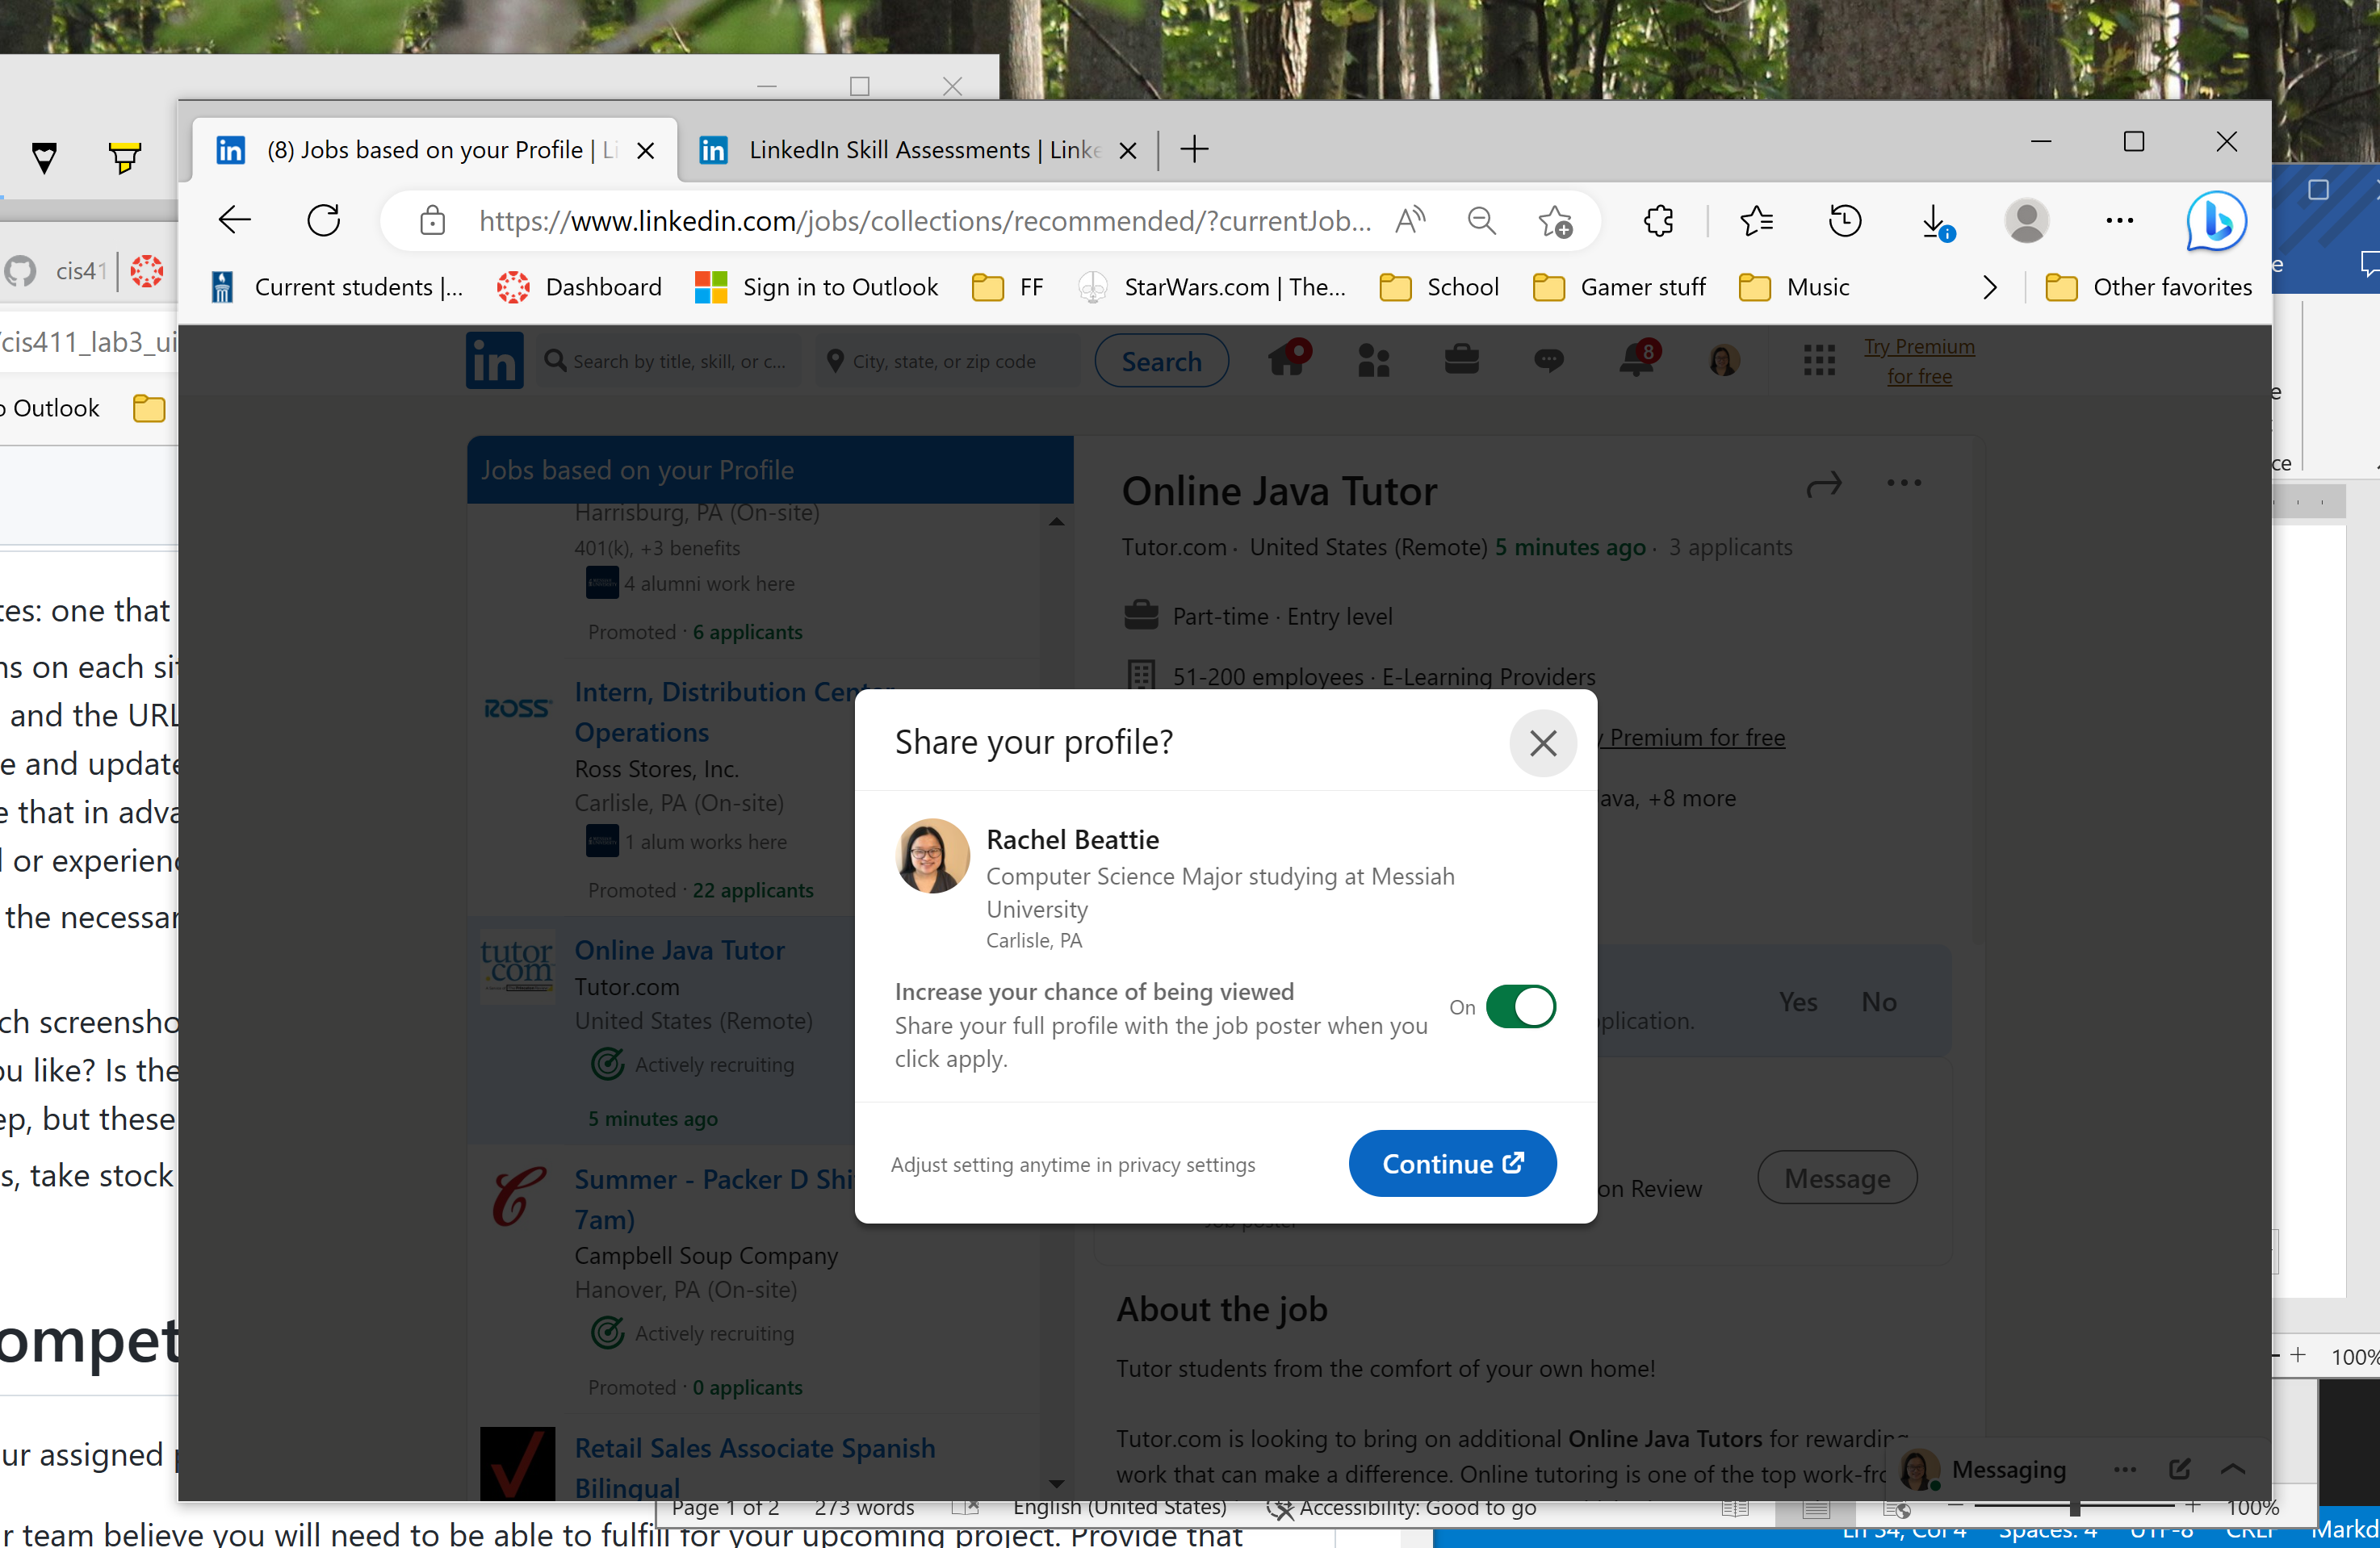 (8) Jobs based on your Profile | Li
LinkedIn Skill Assessments | Linke
https://www.linkedin.com/jobs/collections/recommended/?currentJob...
Current students |...
Dashboard
Sign in to Outlook
FF
StarWars.com | The...
School
Gamer stuff
Music
Other favorites
cis41
/cis411_lab3_ui
Outlook
in
Search by title, skill, or c...
City, state, or zip code
Search
8
Try Premium
for free
Jobs based on your Profile
Harrisburg, PA (On-site)
401(k), +3 benefits
4 alumni work here
Promoted · 6 applicants
ROSS
Intern, Distribution Center
Operations
Ross Stores, Inc.
Carlisle, PA (On-site)
1 alum works here
Promoted · 22 applicants
tutor
.com
Online Java Tutor
Tutor.com
United States (Remote)
Actively recruiting
5 minutes ago
Summer - Packer D Shi
7am)
Campbell Soup Company
Hanover, PA (On-site)
Actively recruiting
Promoted · 0 applicants
Retail Sales Associate Spanish
Bilingual
Online Java Tutor
Tutor.com · United States (Remote) 5 minutes ago · 3 applicants
Part-time · Entry level
51-200 employees · E-Learning Providers
y Premium for free
ava, +8 more
plication.
Yes
No
on Review
Message
About the job
Tutor students from the comfort of your own home!
Tutor.com is looking to bring on additional Online Java Tutors for rewarding
work that can make a difference. Online tutoring is one of the top work-fro
Messaging
Share your profile?
Rachel Beattie
Computer Science Major studying at Messiah
University
Carlisle, PA
Increase your chance of being viewed
Share your full profile with the job poster when you
click apply.
On
Adjust setting anytime in privacy settings
Continue
tes: one that
ns on each sit
and the URL
e and update
e that in adva
l or experienc
the necessar
ch screensho
ou like? Is the
ep, but these
s, take stock
ompet
ur assigned p
r team believe you will need to be able to fulfill for your upcoming project. Provide that
Page 1 of 2
273 words
English (United States)
Accessibility: Good to go
100%
100%
Ln 54, Col 4
Spaces: 4
UTF-8
CRLF
Markd